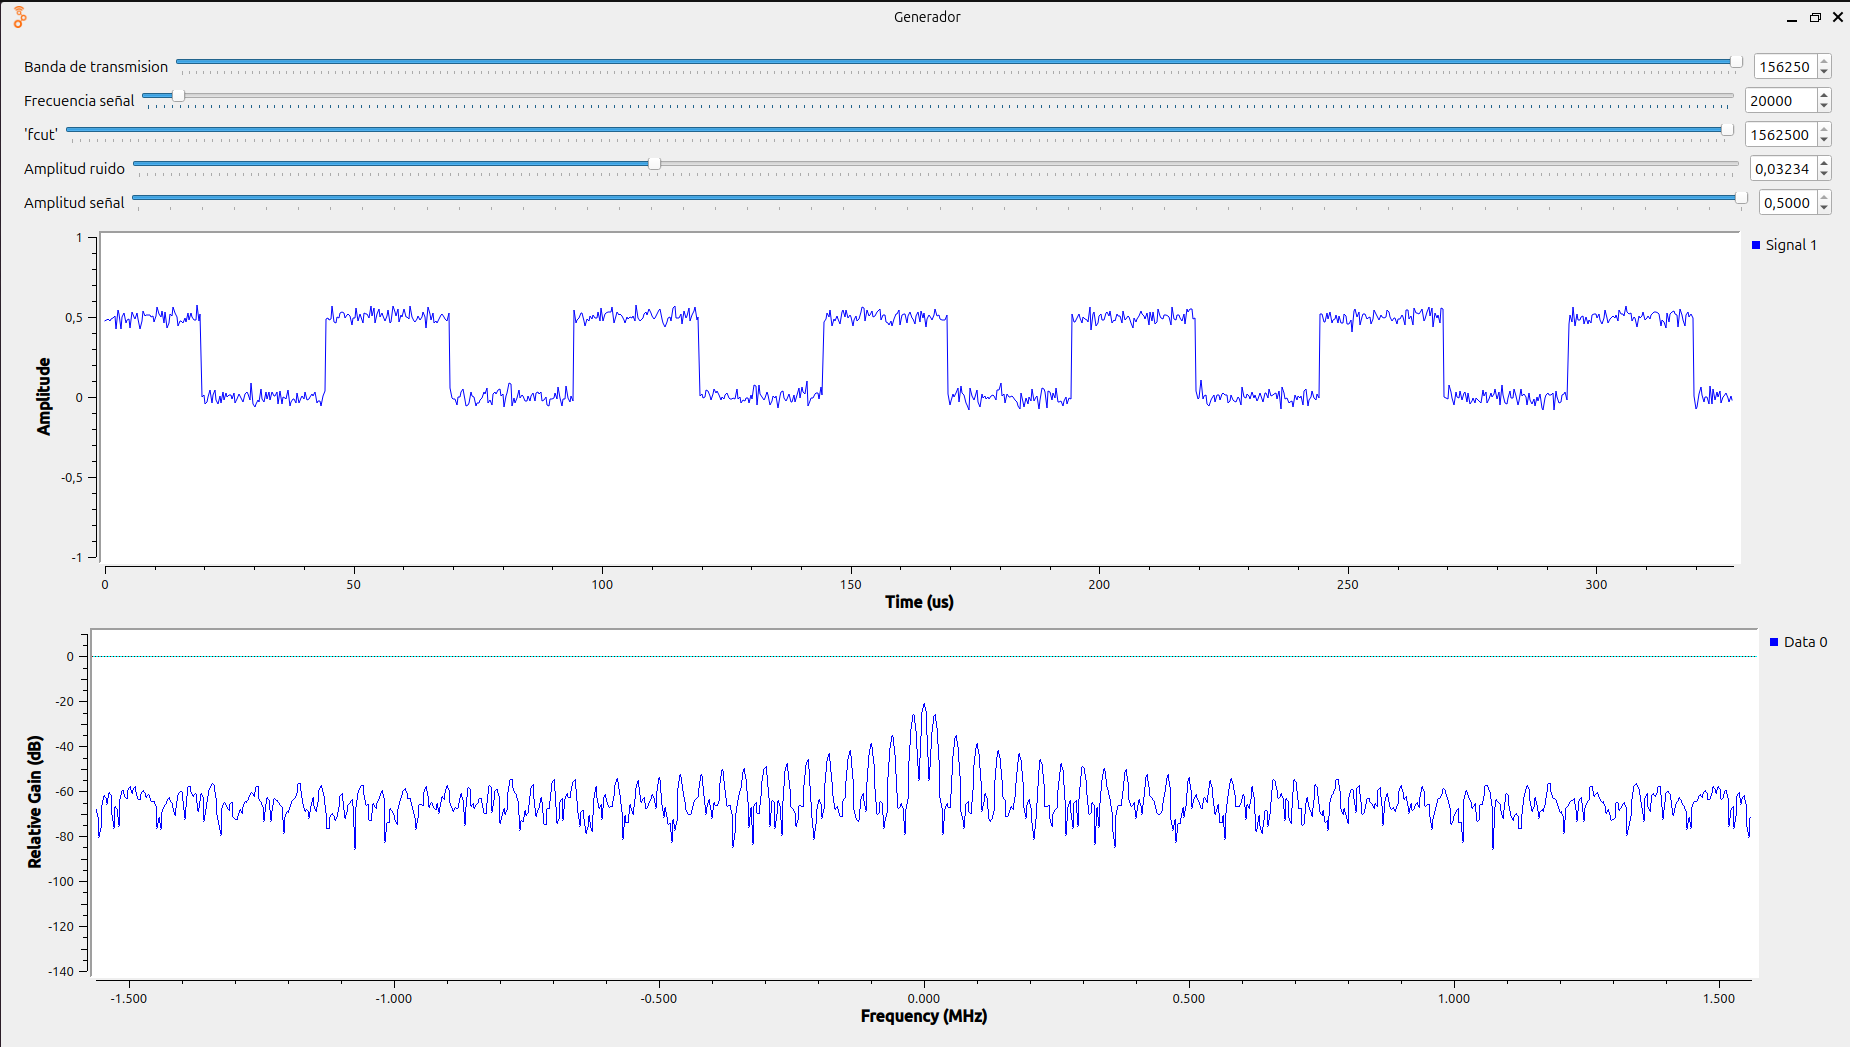 Generador
Banda de transmision 156250
Frecuencia señal 20000
'fcut' 1562500
Amplitud ruido 0,03234
Amplitud señal 0,5000
1
0,5
0
-0,5
-1
Amplitude
Signal 1
0 50 100 150 200 250 300
Time (us)
0
-20
-40
-60
-80
-100
-120
-140
Relative Gain (dB)
Data 0
-1.500 -1.000 -0.500 0.000 0.500 1.000 1.500
Frequency (MHz)